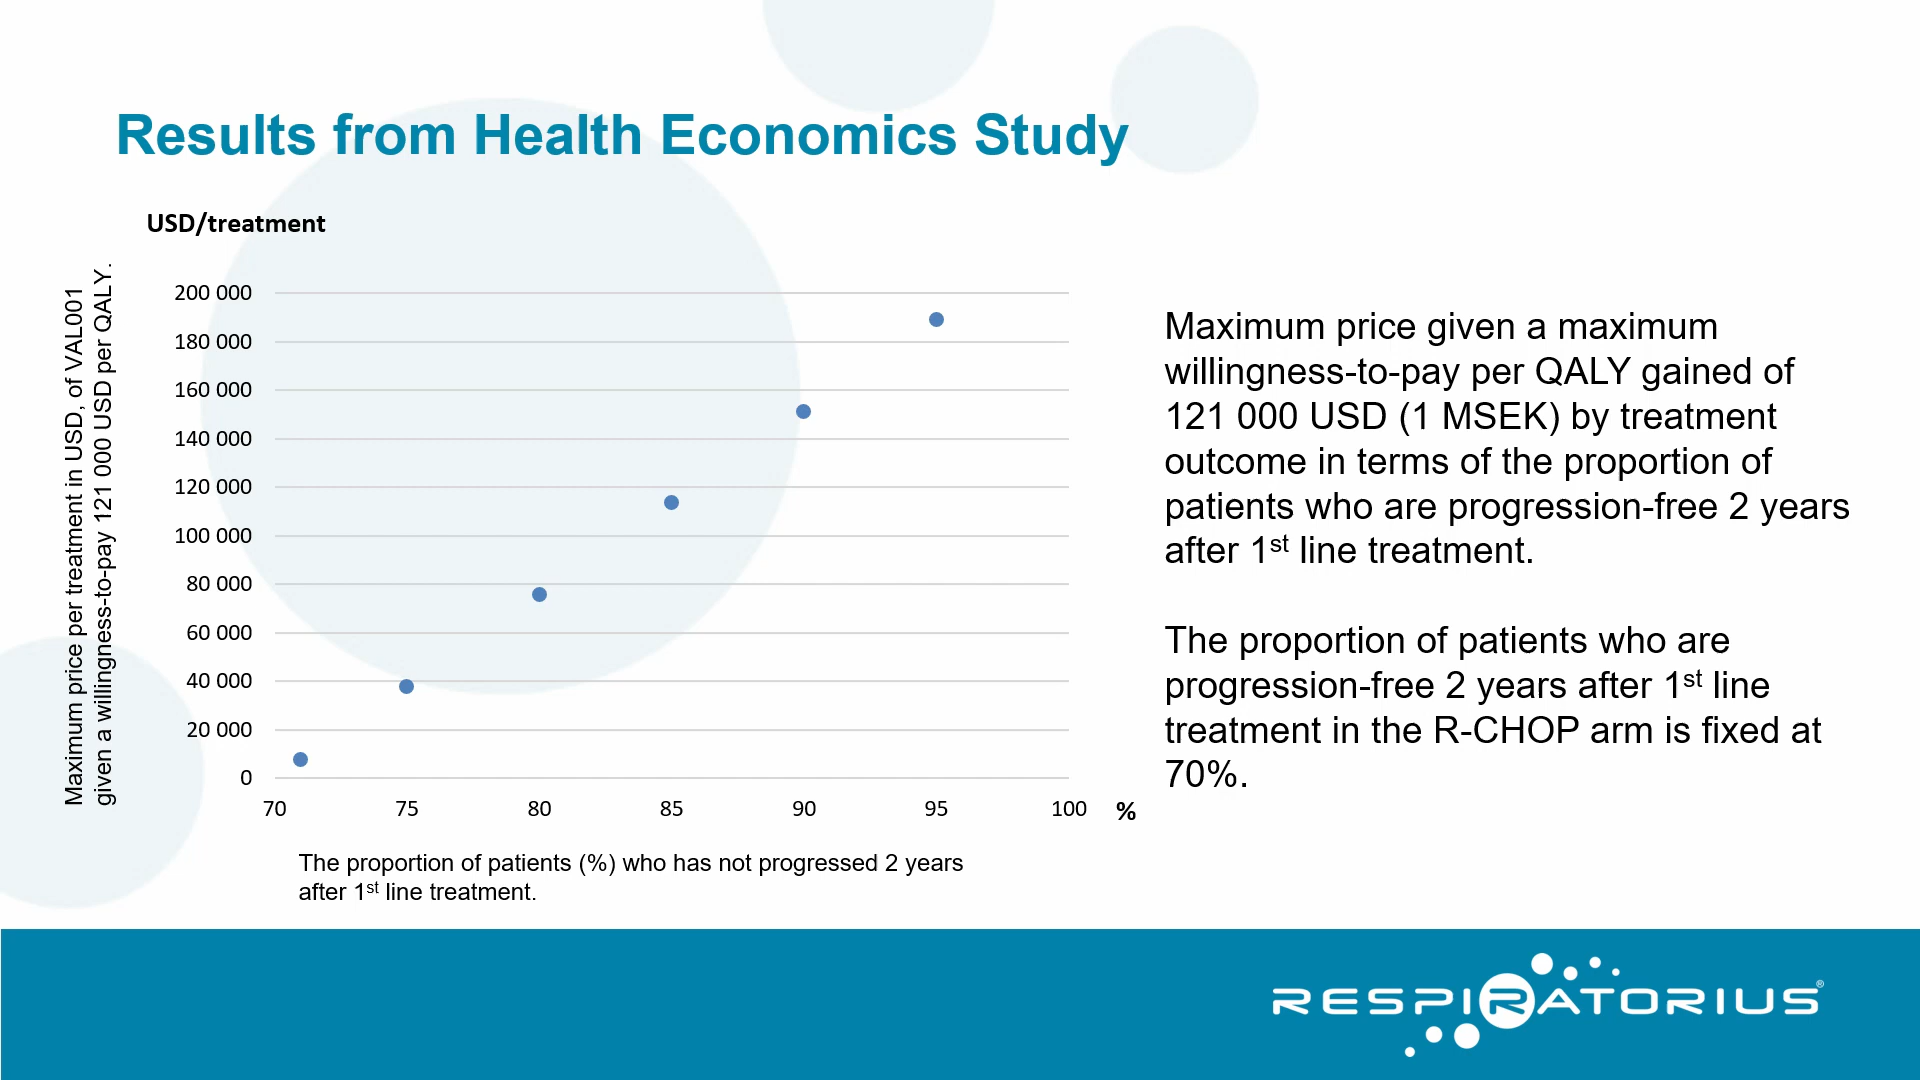 Results from Health Economics Study
USD/treatment
Maximum price per treatment in USD, of VAL001
given a willingness-to-pay 121 000 USD per QALY.
200 000
180 000
160 000
140 000
120 000
100 000
80 000
60 000
40 000
20 000
0
70 75 80 85 90 95 100 %
The proportion of patients (%) who has not progressed 2 years
after 1st line treatment.
Maximum price given a maximum
willingness-to-pay per QALY gained of
121 000 USD (1 MSEK) by treatment
outcome in terms of the proportion of
patients who are progression-free 2 years
after 1st line treatment.
The proportion of patients who are
progression-free 2 years after 1st line
treatment in the R-CHOP arm is fixed at
70%.
RESPIRATORIUS®